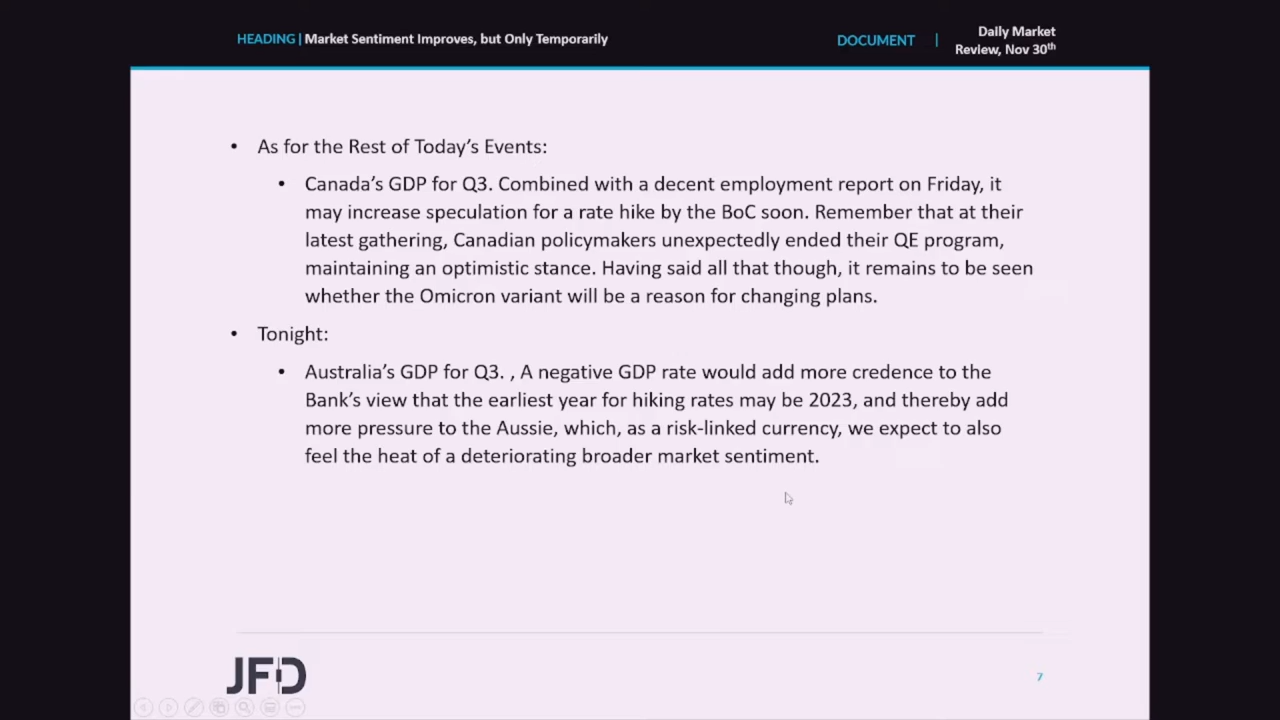 HEADING | Market Sentiment Improves, but Only Temporarily
DOCUMENT |
Daily Market
Review, Nov 30th
• As for the Rest of Today's Events:
• Canada's GDP for Q3. Combined with a decent employment report on Friday, it
may increase speculation for a rate hike by the BoC soon. Remember that at their
latest gathering, Canadian policymakers unexpectedly ended their QE program,
maintaining an optimistic stance. Having said all that though, it remains to be seen
whether the Omicron variant will be a reason for changing plans.
• Tonight:
• Australia's GDP for Q3. , A negative GDP rate would add more credence to the
Bank's view that the earliest year for hiking rates may be 2023, and thereby add
more pressure to the Aussie, which, as a risk-linked currency, we expect to also
feel the heat of a deteriorating broader market sentiment.
JFD
7